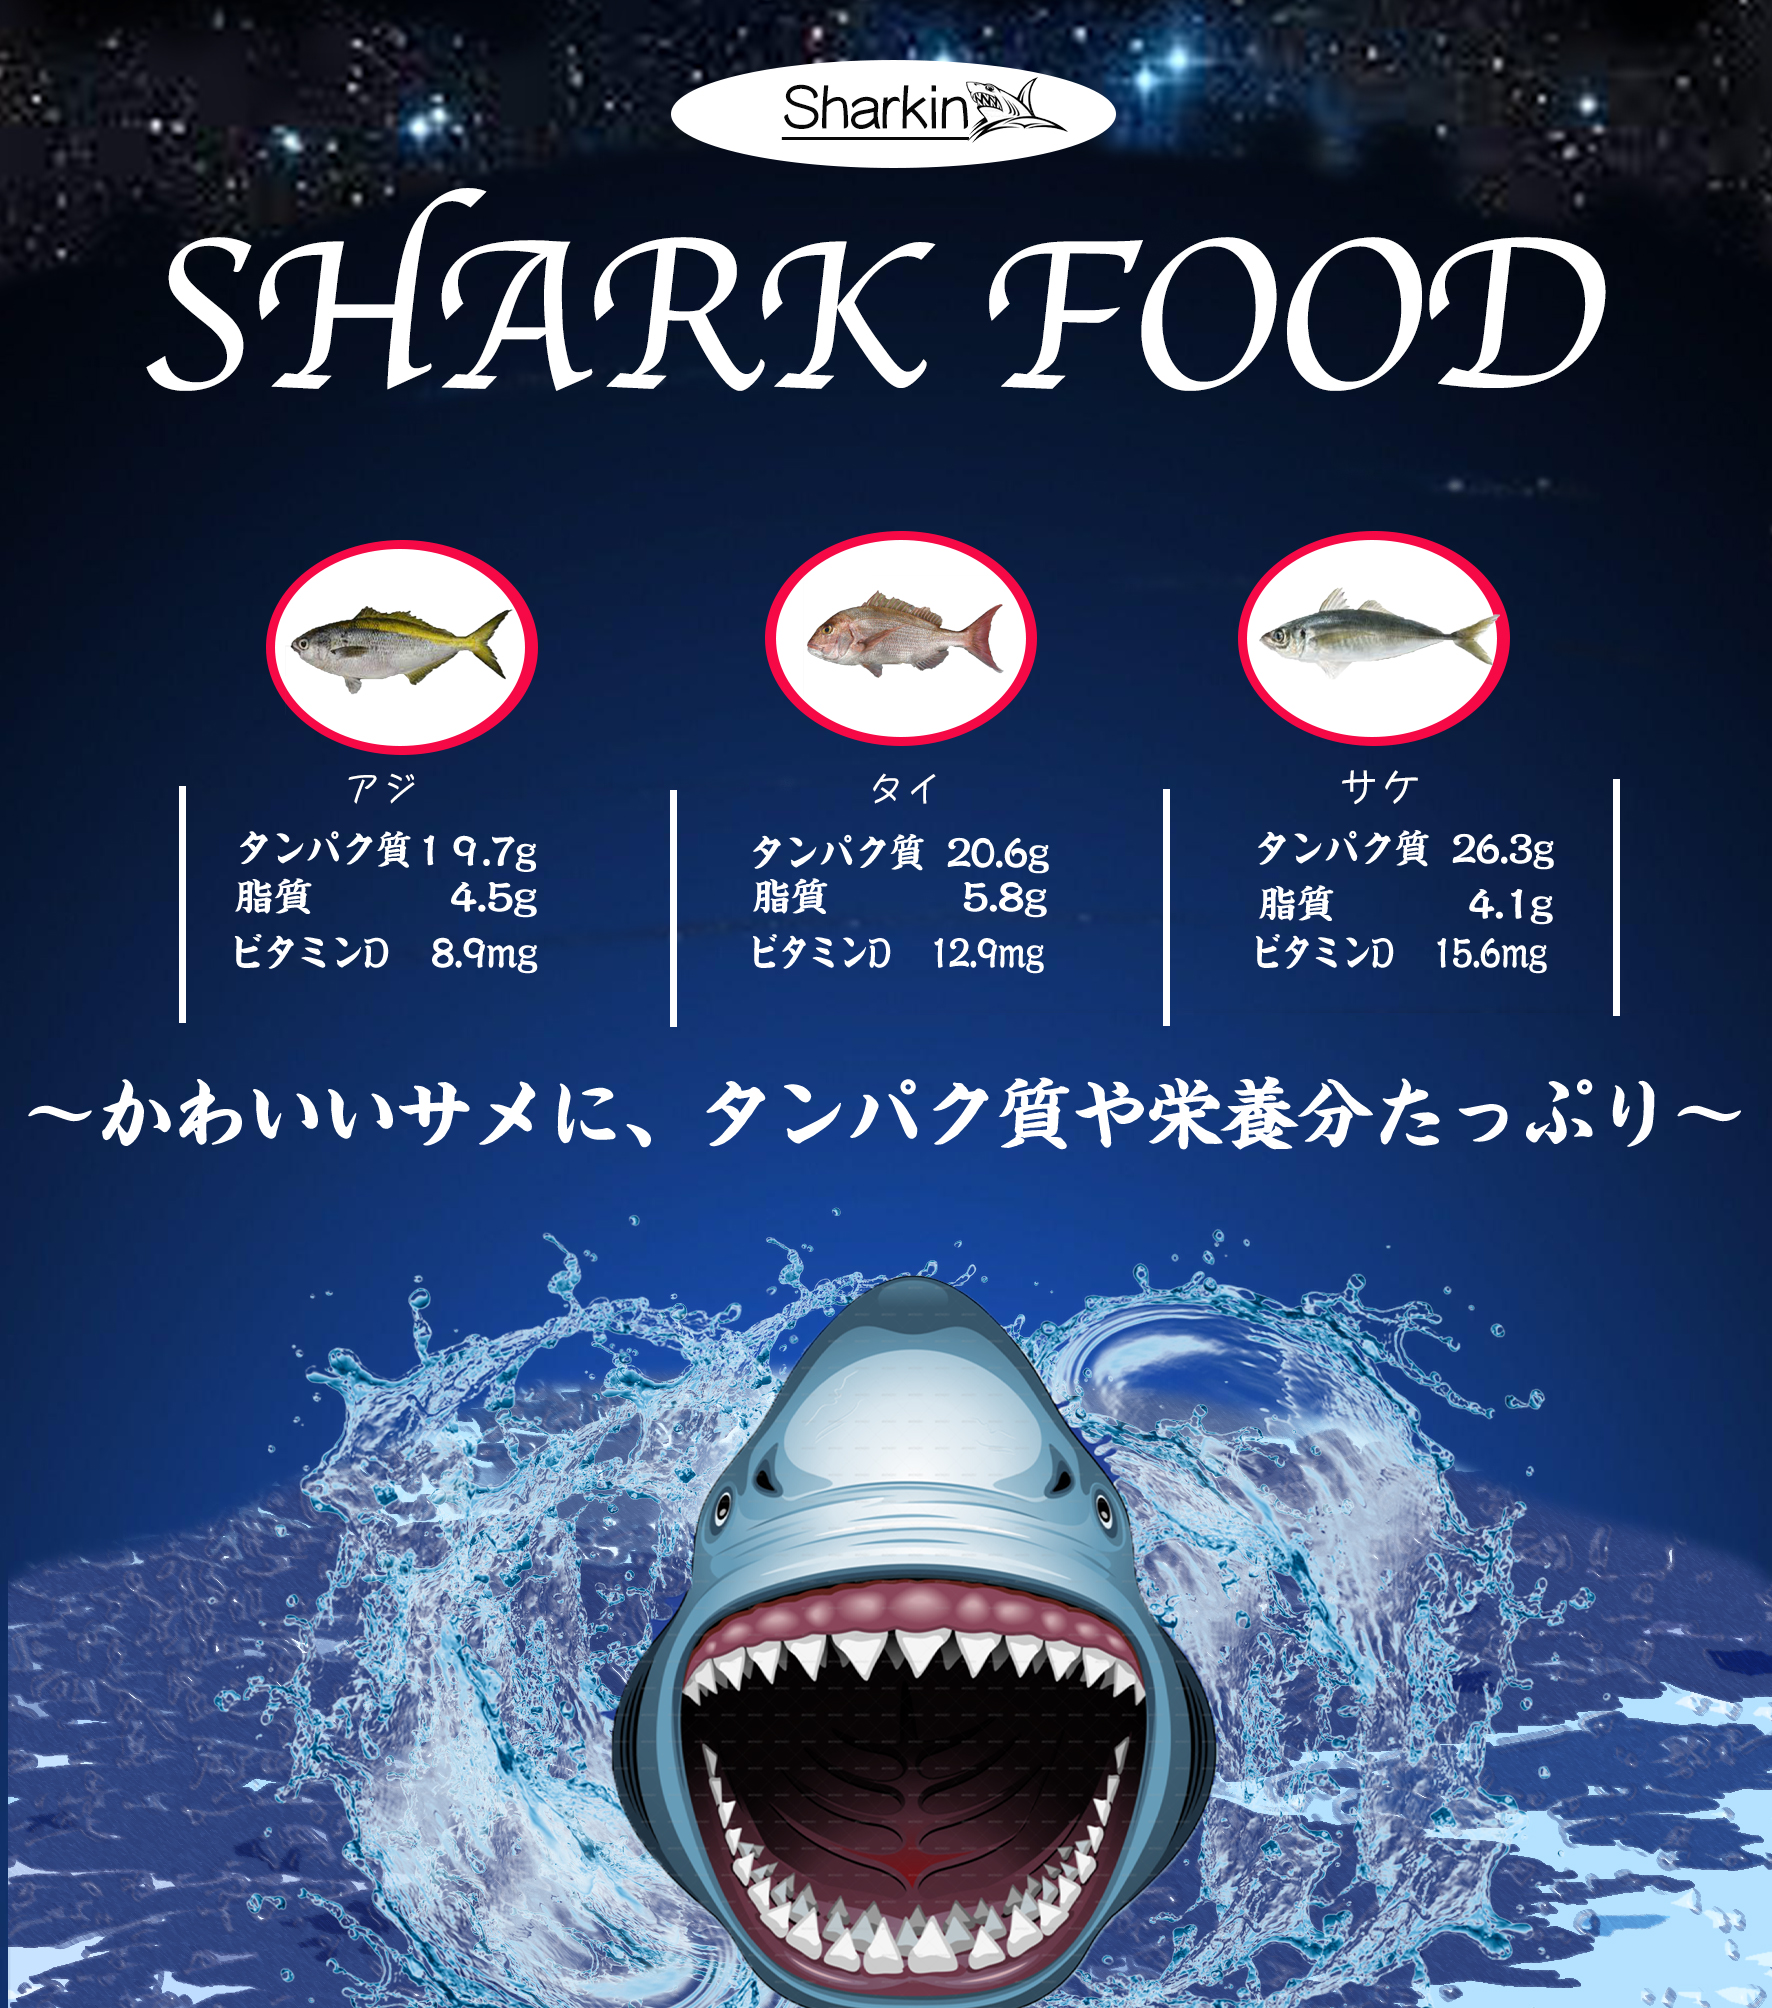 Sharkin
SHARK FOOD
アジ
タンパク質19.7g
脂質 4.5g
ビタミンD 8.9mg
タイ
タンパク質 20.6g
脂質 5.8g
ビタミンD 12.9mg
サケ
タンパク質 26.3g
脂質 4.1g
ビタミンD 15.6mg
～かわいいサメに、タンパク質や栄養分たっぷり～